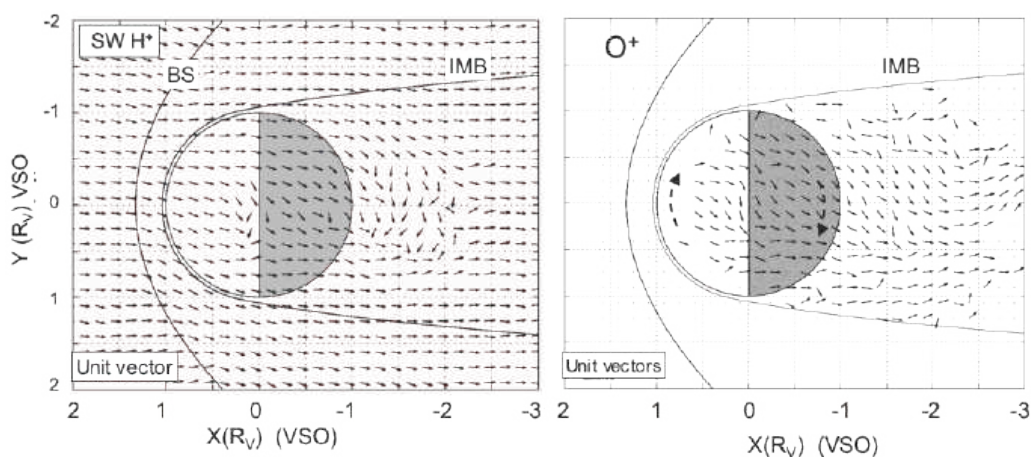 -2
SW H⁺
BS
IMB
-1
Y (R_V) VSO
0
1
Unit vector
2
2 1 0 -1 -2 -3
X(R_V) (VSO)
O⁺
IMB
Unit vectors
2 1 0 -1 -2 -3
X(R_V) (VSO)